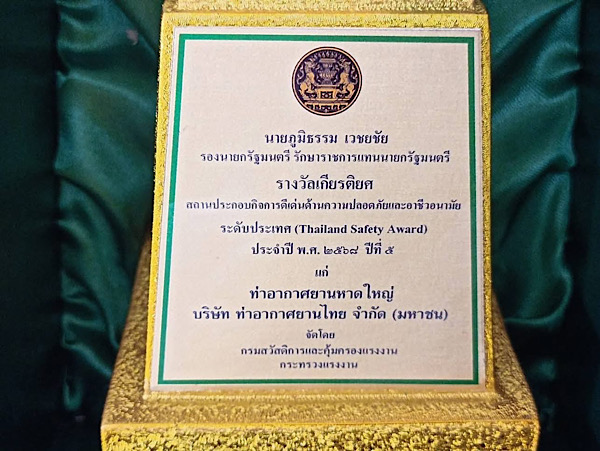 นายภูมิธรรม เวชยชัย
รองนายกรัฐมนตรี รักษาราชการแทนนายกรัฐมนตรี
รางวัลเกียรติยศ
สถานประกอบกิจการดีเด่นด้านความปลอดภัยและอาชีวอนามัย
ระดับประเทศ (Thailand Safety Award)
ประจำปี พ.ศ. ๒๕๖๘ ปีที่ ๕
แก่
ท่าอากาศยานหาดใหญ่
บริษัท ท่าอากาศยานไทย จำกัด (มหาชน)
จัดโดย
กรมสวัสดิการและคุ้มครองแรงงาน
กระทรวงแรงงาน